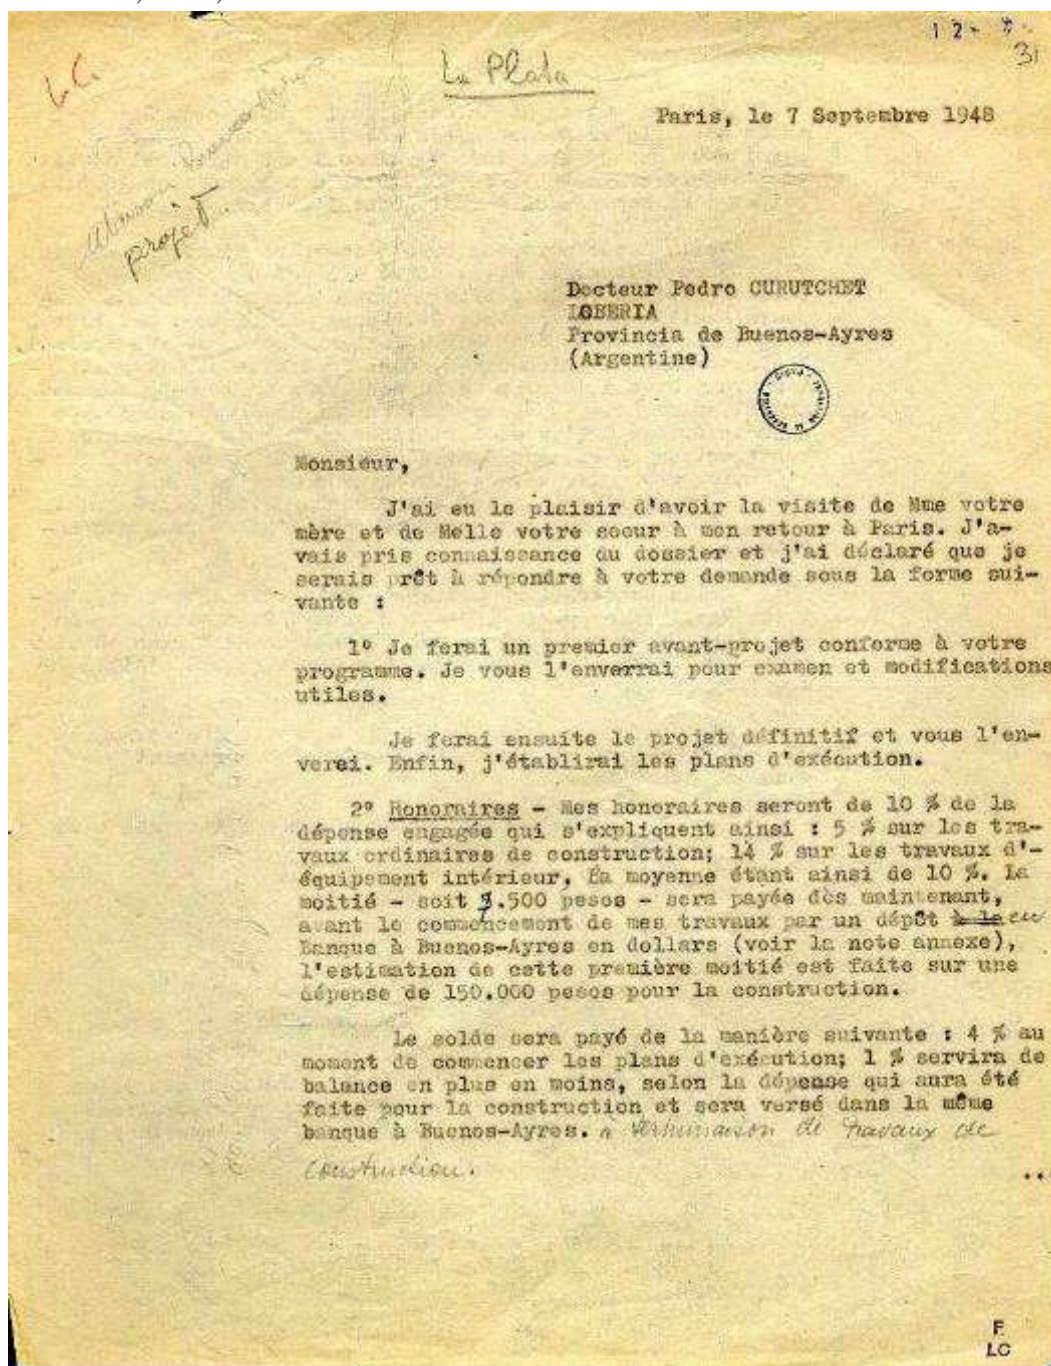 12-
31
LC
La Plata
Paris, le 7 Septembre 1948
projet.
Docteur Pedro CURUTCHET
LOBERIA
Provincia de Buenos-Ayres
(Argentine)
Monsieur,
J'ai eu le plaisir d'avoir la visite de Mme votre
mère et de Melle votre soeur à mon retour à Paris. J'a-
vais pris connaissance du dossier et j'ai déclaré que je
serais prêt à répondre à votre demande sous la forme sui-
vante :
1° Je ferai un premier avant-projet conforme à votre
programme. Je vous l'enverrai pour examen et modifications
utiles.
Je ferai ensuite le projet définitif et vous l'en-
verei. Enfin, j'établirai les plans d'exécution.
2° Honoraires - Mes honoraires seront de 10 % de la
dépense engagée qui s'expliquent ainsi : 5 % sur les tra-
vaux ordinaires de construction; 14 % sur les travaux d'-
équipement intérieur, La moyenne étant ainsi de 10 %. La
moitié - soit 7.500 pesos - sera payée dès maintenant,
avant le commencement de mes travaux par un dépôt à la en
Banque à Buenos-Ayres en dollars (voir la note annexe),
l'estimation de cette première moitié est faite sur une
dépense de 150.000 pesos pour la construction.
Le solde sera payé de la manière suivante : 4 % au
moment de commencer les plans d'exécution; 1 % servira de
balance en plus en moins, selon la dépense qui aura été
faite pour la construction et sera versé dans la même
banque à Buenos-Ayres. à terminaison de travaux de
construction.
..
F
LC